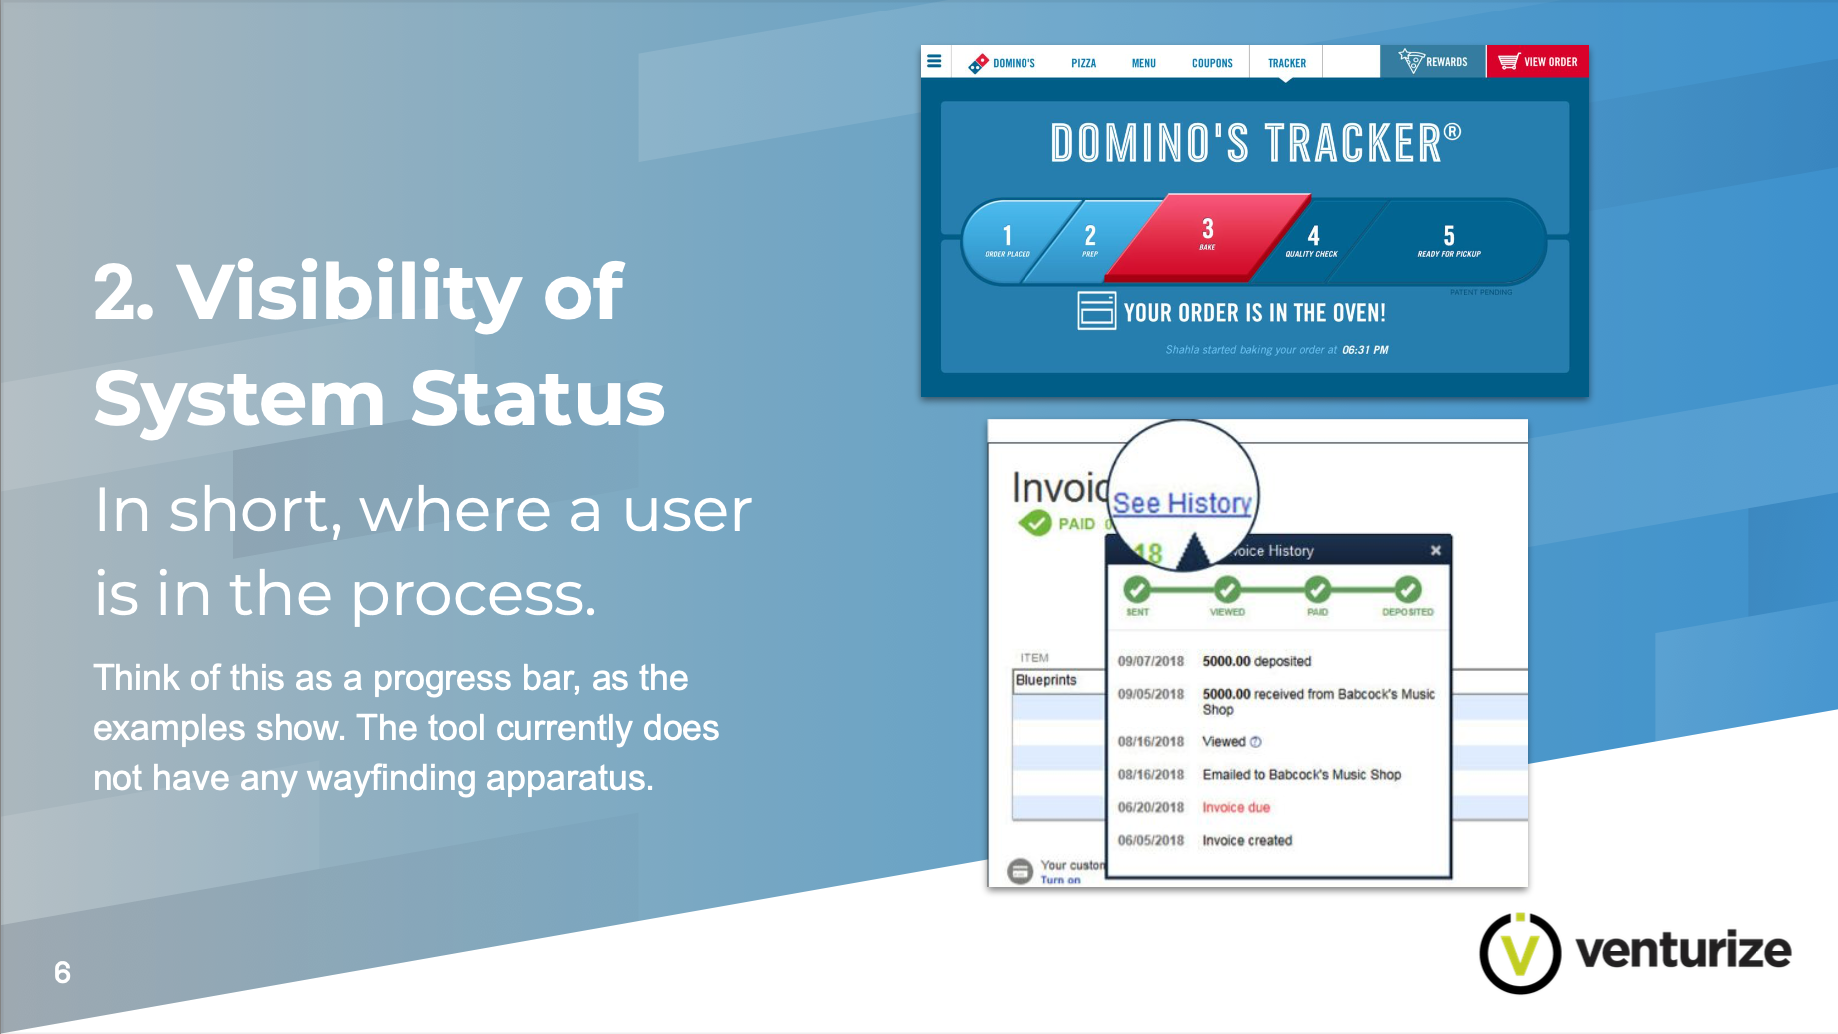 2. Visibility of
System Status
In short, where a user
is in the process.
Think of this as a progress bar, as the
examples show. The tool currently does
not have any wayfinding apparatus.
6
DOMINO'S PIZZA MENU COUPONS TRACKER REWARDS VIEW ORDER
DOMINO'S TRACKER®
1 2 3 4 5
ORDER PLACED PREP BAKE QUALITY CHECK READY FOR PICKUP
PATENT PENDING
YOUR ORDER IS IN THE OVEN!
Shahla started baking your order at 06:31 PM
See History
PAID
18
Invoice History
SENT VIEWED PAID DEPOSITED
ITEM
Blueprints
09/07/2018 5000.00 deposited
09/05/2018 5000.00 received from Babcock's Music
Shop
08/16/2018 Viewed
08/16/2018 Emailed to Babcock's Music Shop
06/20/2018 Invoice due
06/05/2018 Invoice created
Your custom
Turn on
venturize